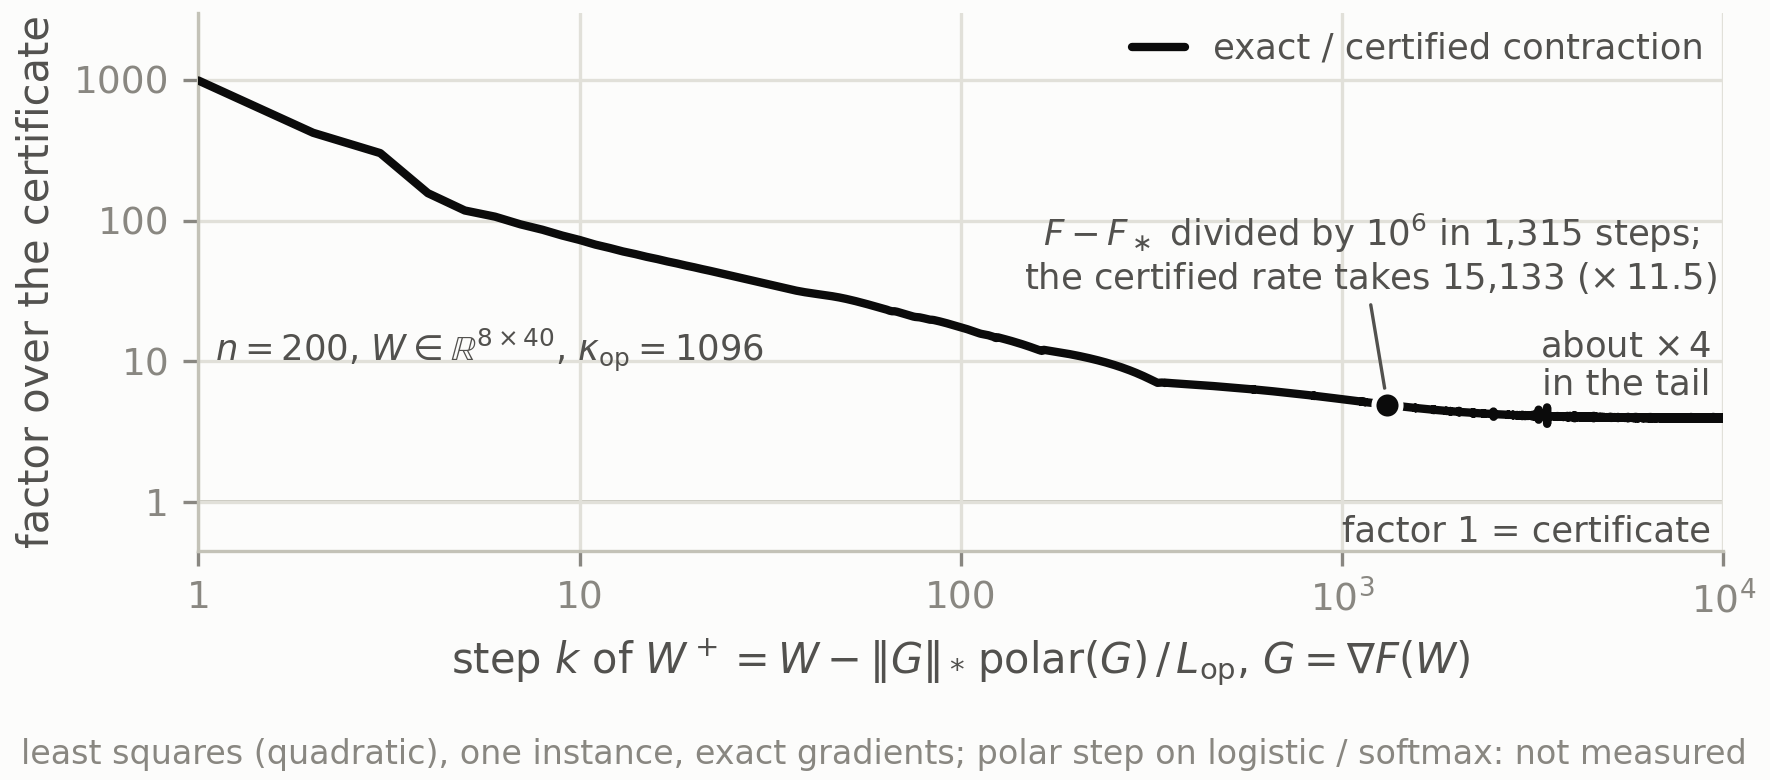 factor over the certificate
1000
100
10
1
exact / certified contraction
F − F∗ divided by 10⁶ in 1,315 steps;
the certified rate takes 15,133 (× 11.5)
n = 200, W ∈ ℝ⁸ˣ⁴⁰, κ_op = 1096
about × 4
in the tail
factor 1 = certificate
1 10 100 10³ 10⁴
step k of W⁺ = W − ‖G‖∗ polar(G) / L_op, G = ∇F(W)
least squares (quadratic), one instance, exact gradients; polar step on logistic / softmax: not measured